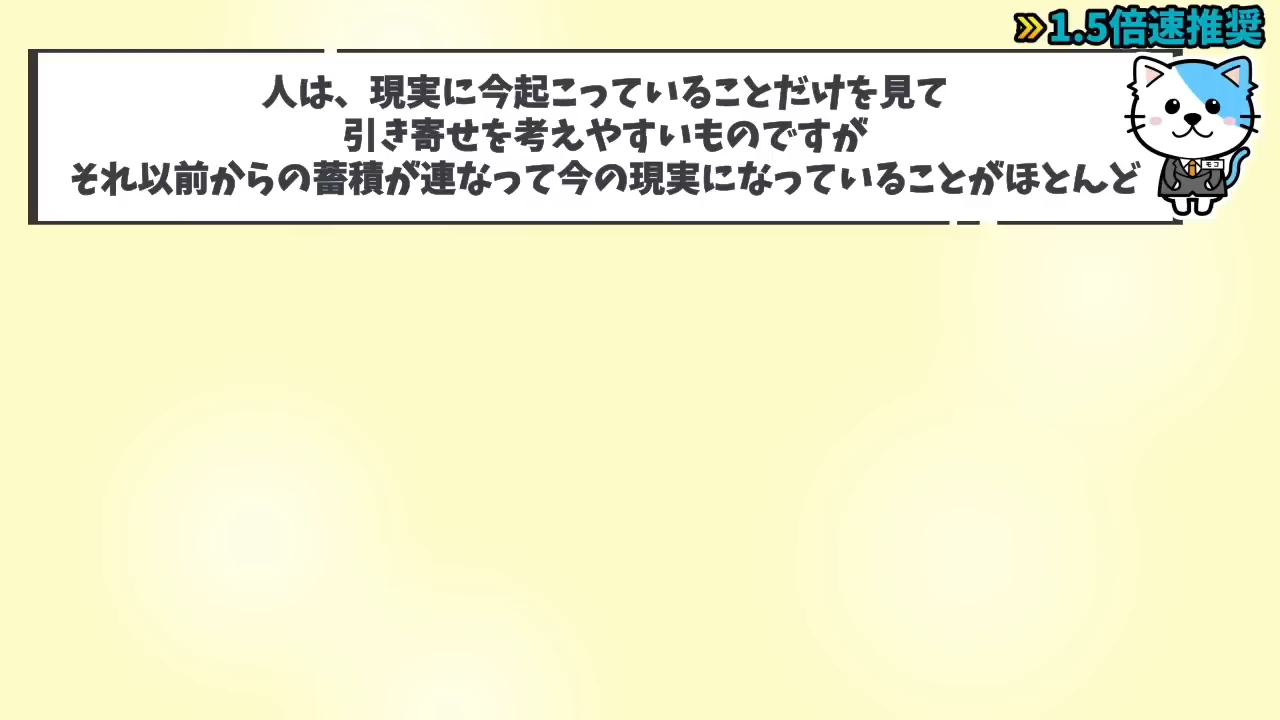 1.5倍速推奨
人は、現実に今起こっていることだけを見て
引き寄せを考えやすいものですが
それ以前からの蓄積が連なって今の現実になっていることがほとんど
モコ